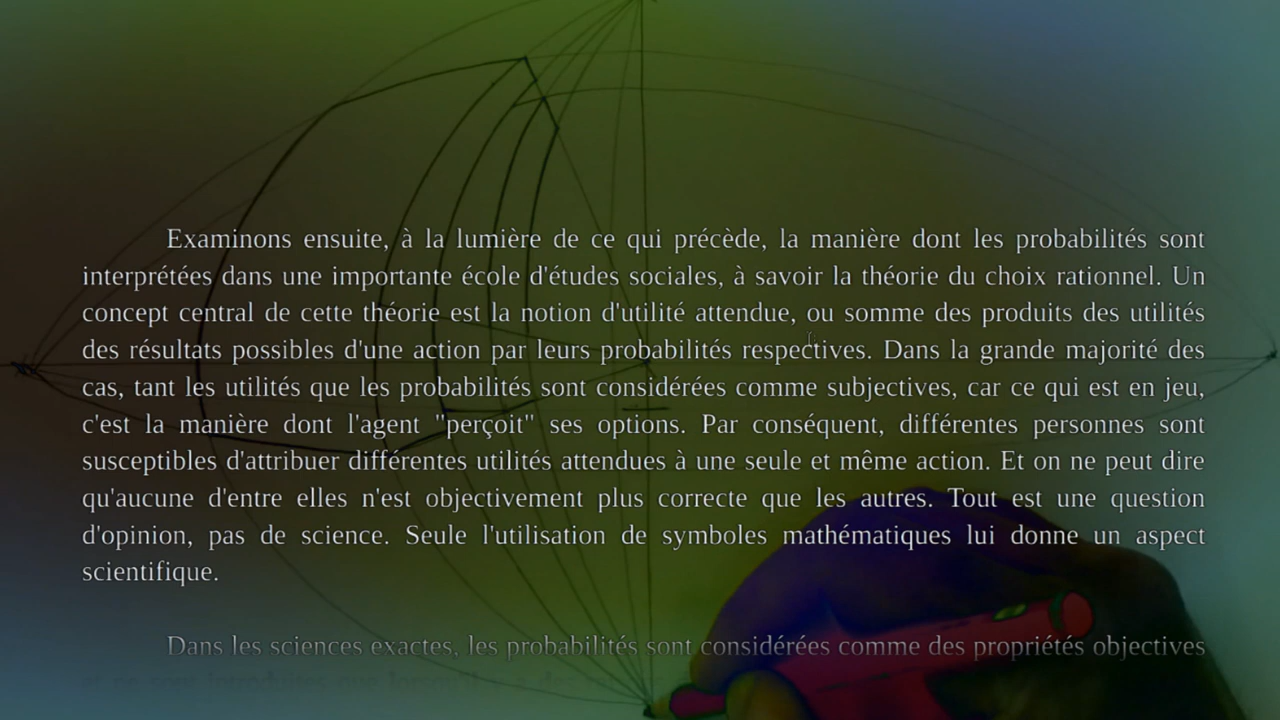 Examinons ensuite, à la lumière de ce qui précède, la manière dont les probabilités sont
interprétées dans une importante école d'études sociales, à savoir la théorie du choix rationnel. Un
concept central de cette théorie est la notion d'utilité attendue, ou somme des produits des utilités
des résultats possibles d'une action par leurs probabilités respectives. Dans la grande majorité des
cas, tant les utilités que les probabilités sont considérées comme subjectives, car ce qui est en jeu,
c'est la manière dont l'agent "perçoit" ses options. Par conséquent, différentes personnes sont
susceptibles d'attribuer différentes utilités attendues à une seule et même action. Et on ne peut dire
qu'aucune d'entre elles n'est objectivement plus correcte que les autres. Tout est une question
d'opinion, pas de science. Seule l'utilisation de symboles mathématiques lui donne un aspect
scientifique.
Dans les sciences exactes, les probabilités sont considérées comme des propriétés objectives
et ne sont introduites que